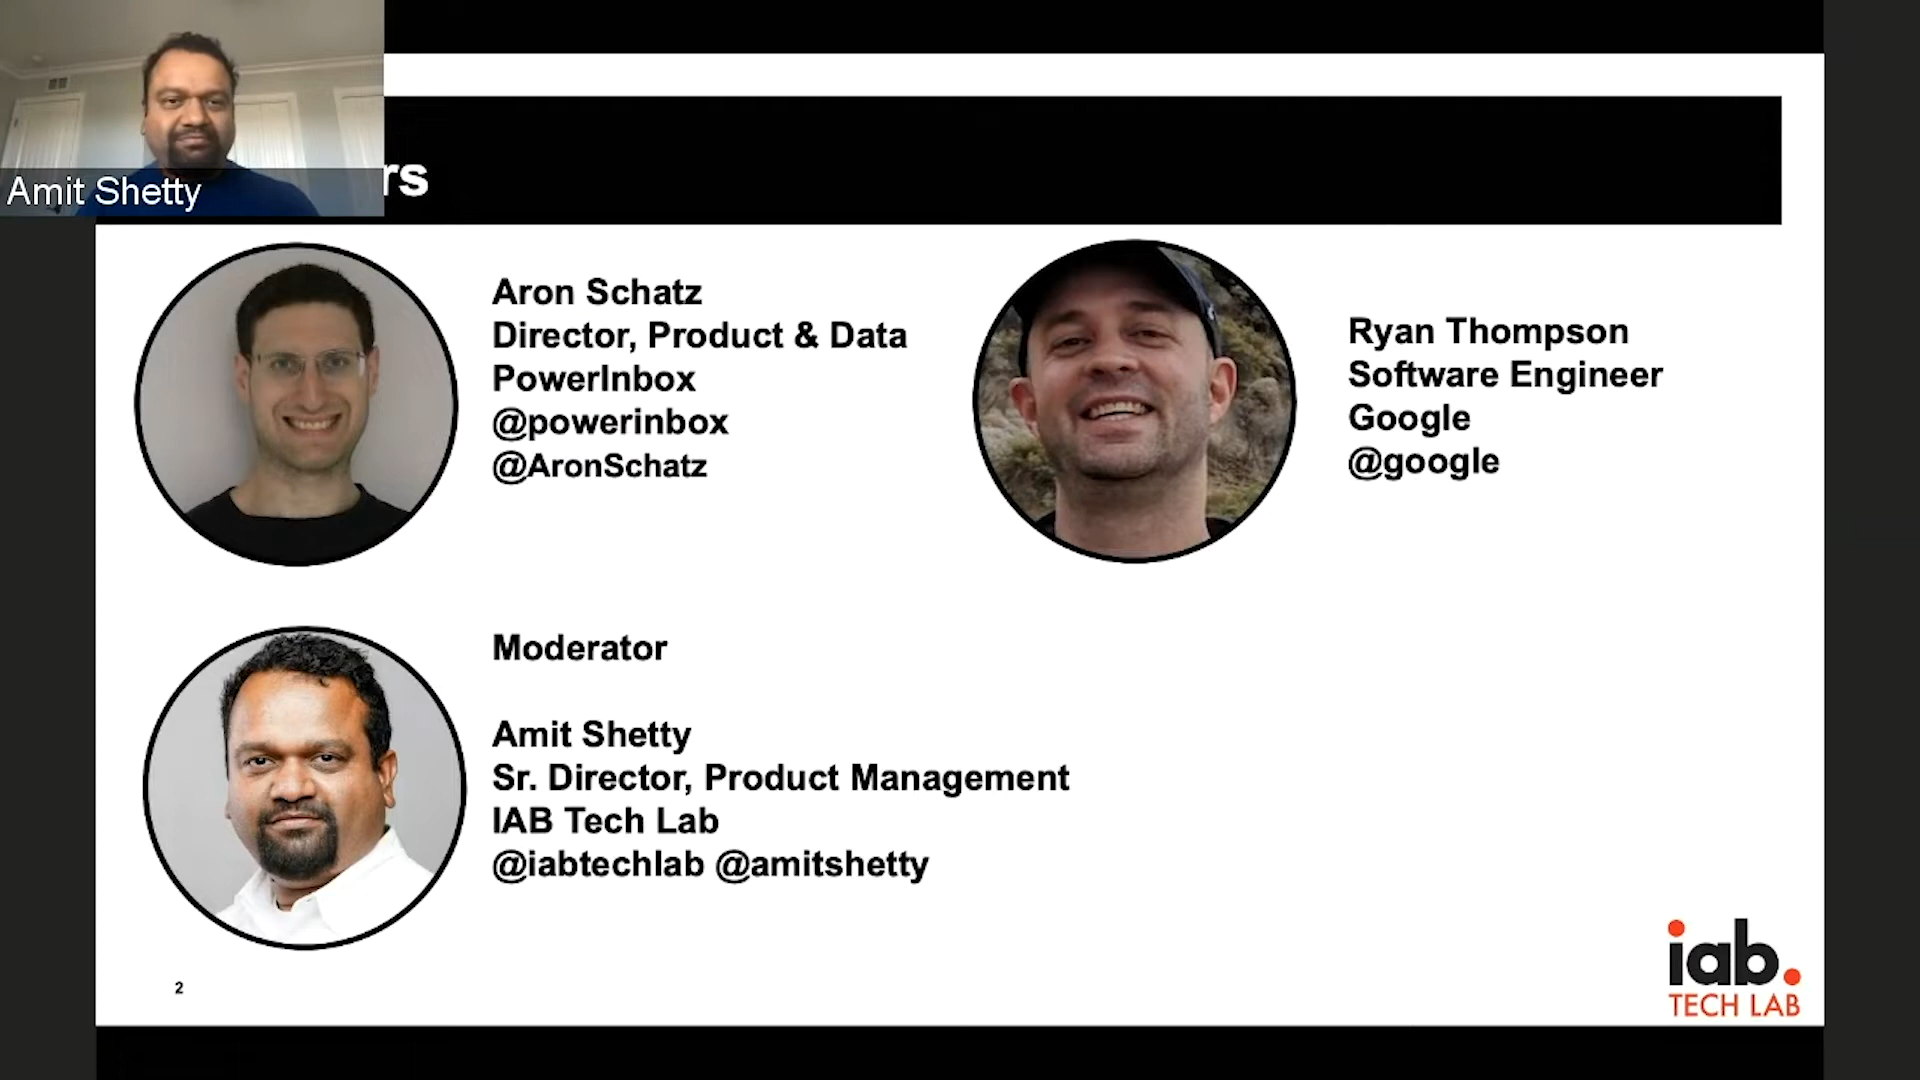 Amit Shetty
rs
Aron Schatz
Director, Product & Data
PowerInbox
@powerinbox
@AronSchatz
Ryan Thompson
Software Engineer
Google
@google
Moderator
Amit Shetty
Sr. Director, Product Management
IAB Tech Lab
@iabtechlab @amitshetty
2
iab.
TECH LAB